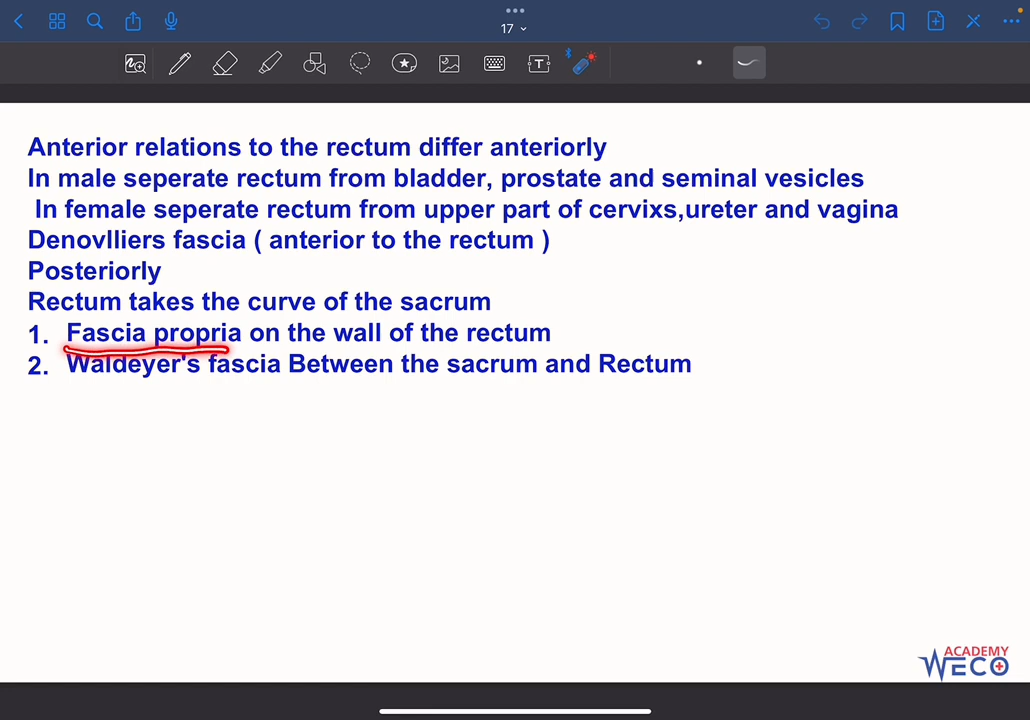 17
Anterior relations to the rectum differ anteriorly
In male seperate rectum from bladder, prostate and seminal vesicles
In female seperate rectum from upper part of cervixs,ureter and vagina
Denovlliers fascia ( anterior to the rectum )
Posteriorly
Rectum takes the curve of the sacrum
1. Fascia propria on the wall of the rectum
2. Waldeyer's fascia Between the sacrum and Rectum
ACADEMY
WECO